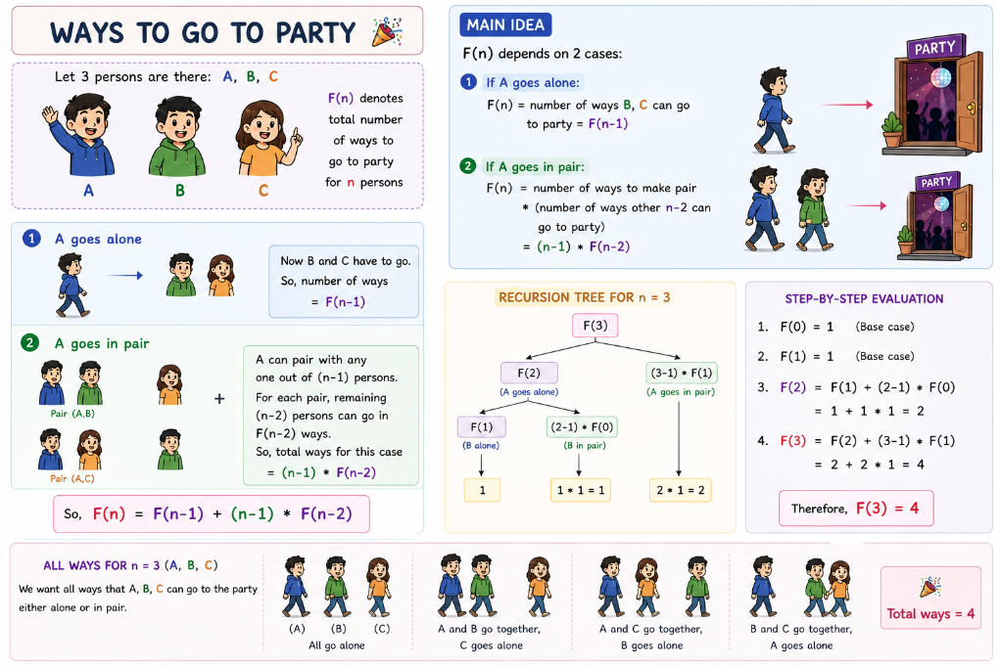 WAYS TO GO TO PARTY
Let 3 persons are there: A, B, C
A
B
C
F(n) denotes
total number
of ways to
go to party
for n persons
1 A goes alone
Now B and C have to go.
So, number of ways
= F(n-1)
2 A goes in pair
Pair (A,B)
Pair (A,C)
+
A can pair with any
one out of (n-1) persons.
For each pair, remaining
(n-2) persons can go in
F(n-2) ways.
So, total ways for this case
= (n-1) * F(n-2)
So, F(n) = F(n-1) + (n-1) * F(n-2)
MAIN IDEA
F(n) depends on 2 cases:
1 If A goes alone:
F(n) = number of ways B, C can go
to party = F(n-1)
PARTY
2 If A goes in pair:
F(n) = number of ways to make pair
* (number of ways other n-2 can
go to party)
= (n-1) * F(n-2)
PARTY
RECURSION TREE FOR n = 3
F(3)
F(2)
(3-1) * F(1)
(A goes alone)
(A goes in pair)
F(1)
(2-1) * F(0)
(B alone)
(B in pair)
1
1 * 1 = 1
2 * 1 = 2
STEP-BY-STEP EVALUATION
1. F(0) = 1 (Base case)
2. F(1) = 1 (Base case)
3. F(2) = F(1) + (2-1) * F(0)
= 1 + 1 * 1 = 2
4. F(3) = F(2) + (3-1) * F(1)
= 2 + 2 * 1 = 4
Therefore, F(3) = 4
ALL WAYS FOR n = 3 (A, B, C)
We want all ways that A, B, C can go to the party
either alone or in pair.
(A) (B) (C)
All go alone
A and B go together,
C goes alone
A and C go together,
B goes alone
B and C go together,
A goes alone
Total ways = 4